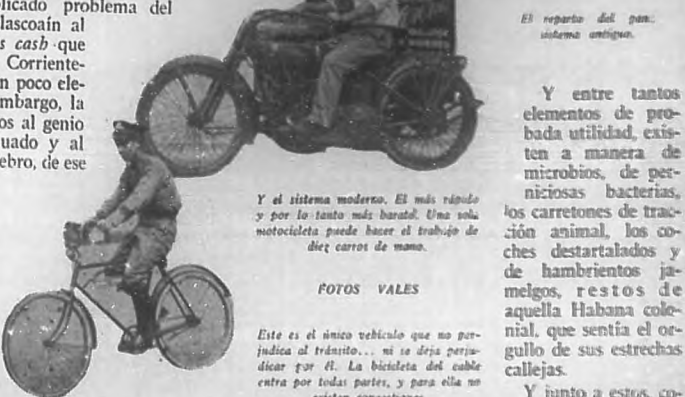 plicado problema del
lascoaín al
s cash que
Corriente-
n poco ele-
mbargo, la
os al genio
uado y al
ebro, de ese
El reparto del pan:
sistema antiguo.
Y el sistema moderno. El más rápido
y por lo tanto más barato. Una sola
motocicleta puede hacer el trabajo de
diez carros de mano.
FOTOS VALES
Este es el único vehículo que no per-
judica al tránsito... ni se deja perju-
dicar por él. La bicicleta del cable
entra por todas partes, y para ella no
existen
Y entre tantos
elementos de pro-
bada utilidad, exis-
ten a manera de
microbios, de per-
niciosas bacterias,
los carretones de trac-
ción animal, los co-
ches destartalados y
de hambrientos ja-
melgos, restos de
aquella Habana colo-
nial, que sentía el or-
gullo de sus estrechas
callejas.
Y junto a estos, co-